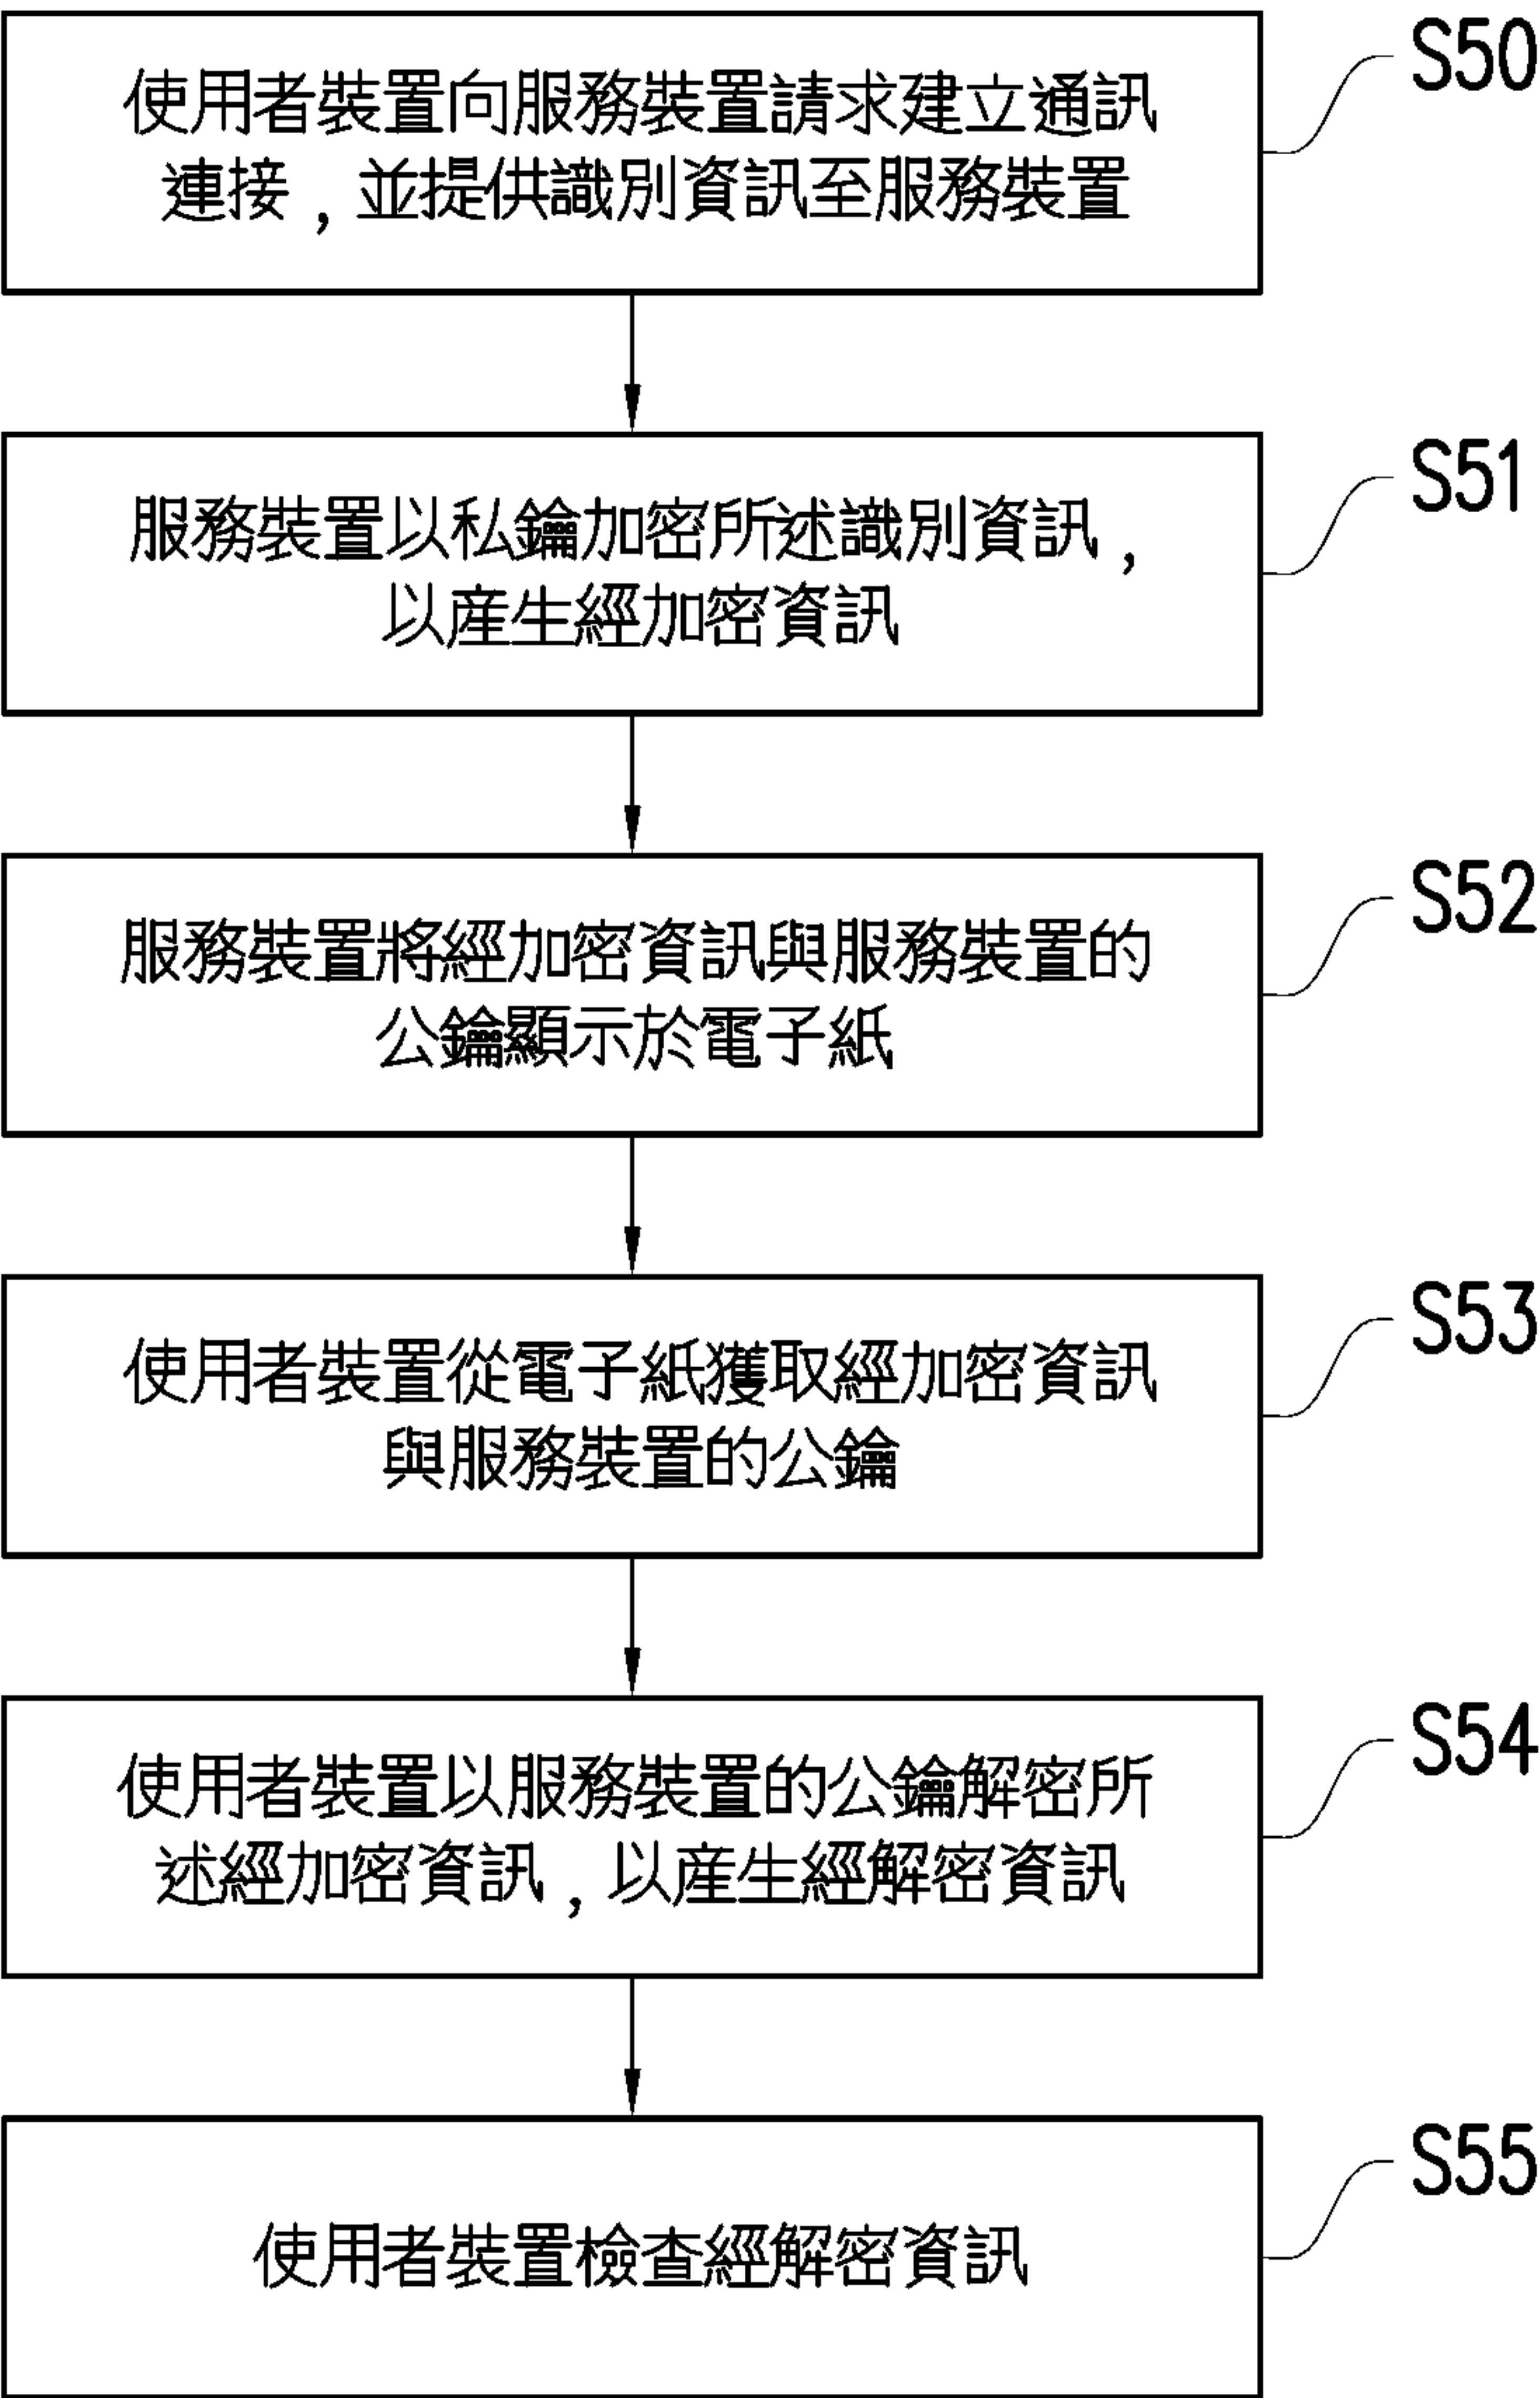 使用者裝置向服務裝置請求建立通訊
連接，並提供識別資訊至服務裝置
S50
服務裝置以私鑰加密所述識別資訊，
以產生經加密資訊
S51
服務裝置將經加密資訊與服務裝置的
公鑰顯示於電子紙
S52
使用者裝置從電子紙獲取經加密資訊
與服務裝置的公鑰
S53
使用者裝置以服務裝置的公鑰解密所
述經加密資訊，以產生經解密資訊
S54
使用者裝置檢查經解密資訊
S55